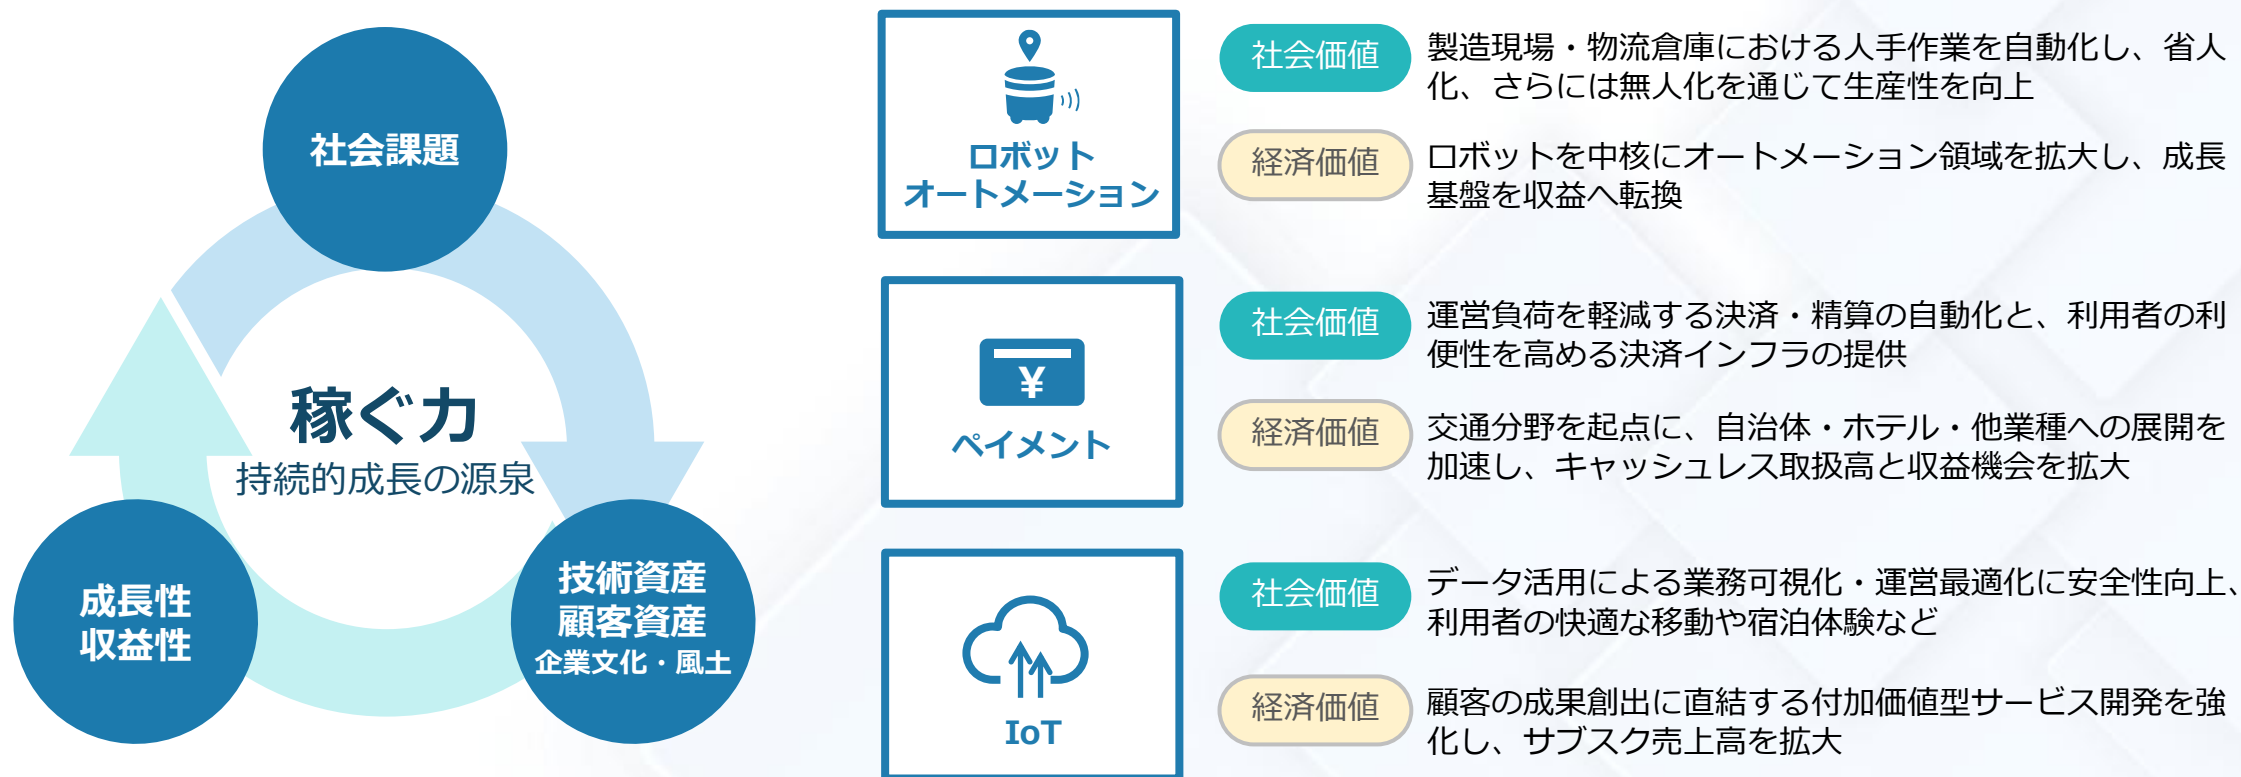 社会課題
稼ぐ力
持続的成長の源泉
成長性
収益性
技術資産
顧客資産
企業文化・風土
ロボット
オートメーション
社会価値
製造現場・物流倉庫における人手作業を自動化し、省人
化、さらには無人化を通じて生産性を向上
経済価値
ロボットを中核にオートメーション領域を拡大し、成長
基盤を収益へ転換
¥
ペイメント
社会価値
運営負荷を軽減する決済・精算の自動化と、利用者の利
便性を高める決済インフラの提供
経済価値
交通分野を起点に、自治体・ホテル・他業種への展開を
加速し、キャッシュレス取扱高と収益機会を拡大
IoT
社会価値
データ活用による業務可視化・運営最適化に安全性向上、
利用者の快適な移動や宿泊体験など
経済価値
顧客の成果創出に直結する付加価値型サービス開発を強
化し、サブスク売上高を拡大